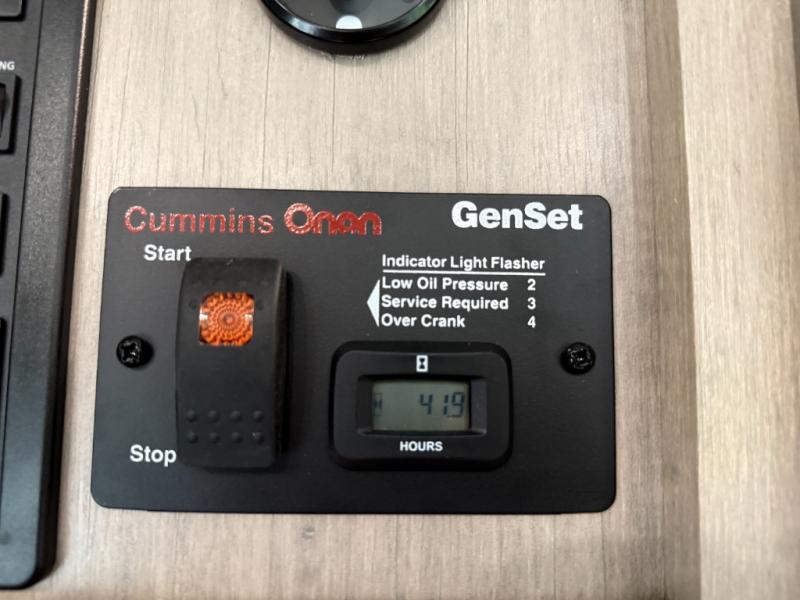 NG
Cummins Onan
GenSet
Start
Indicator Light Flasher
Low Oil Pressure 2
Service Required 3
Over Crank 4
41.9
HOURS
Stop